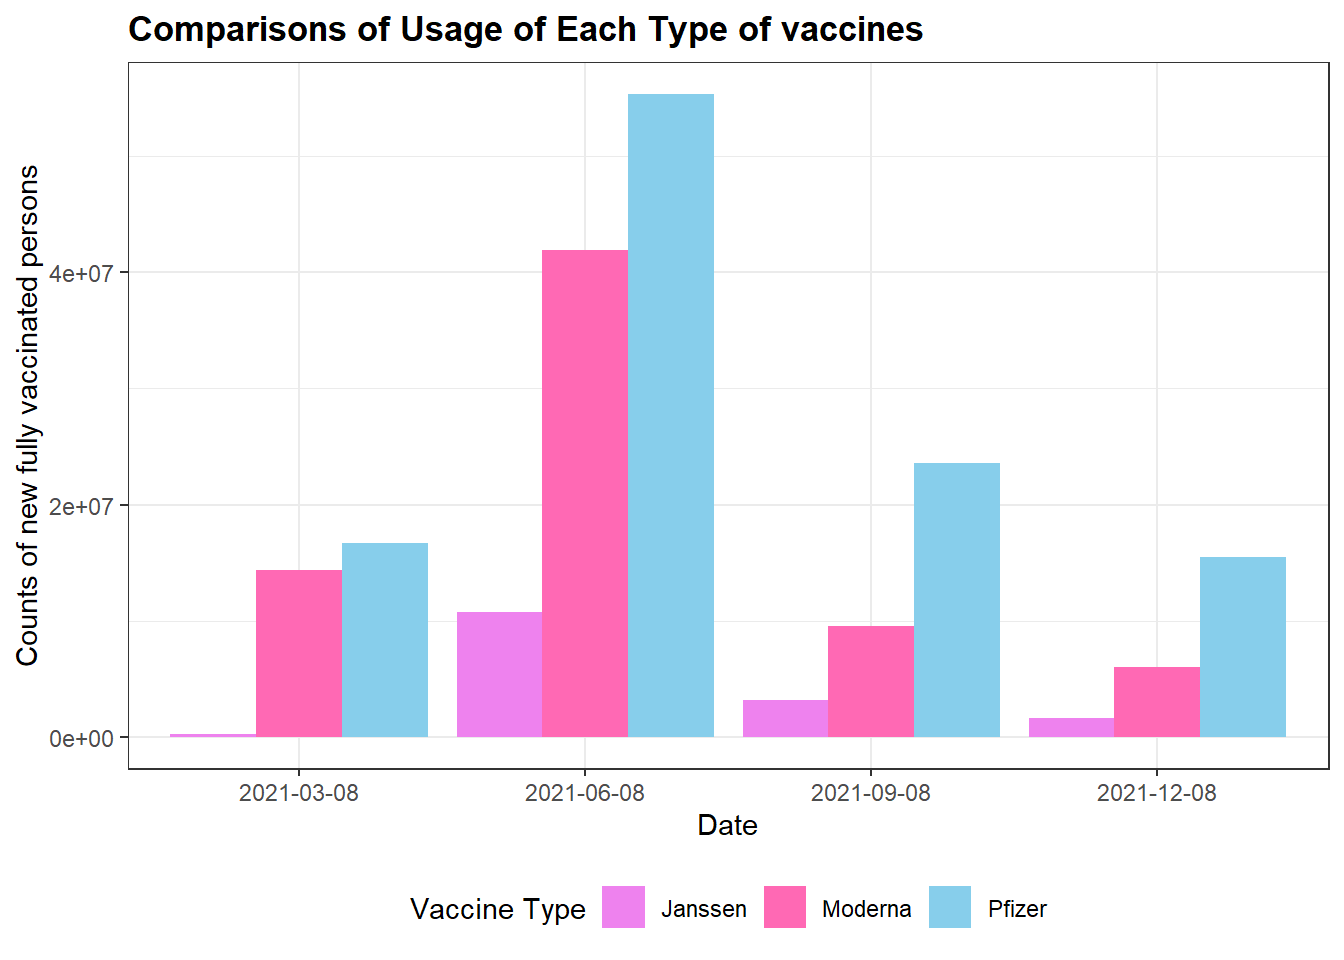 Comparisons of Usage of Each Type of vaccines
Counts of new fully vaccinated persons
4e+07
2e+07
0e+00
2021-03-08 2021-06-08 2021-09-08 2021-12-08
Date
Vaccine Type Janssen Moderna Pfizer